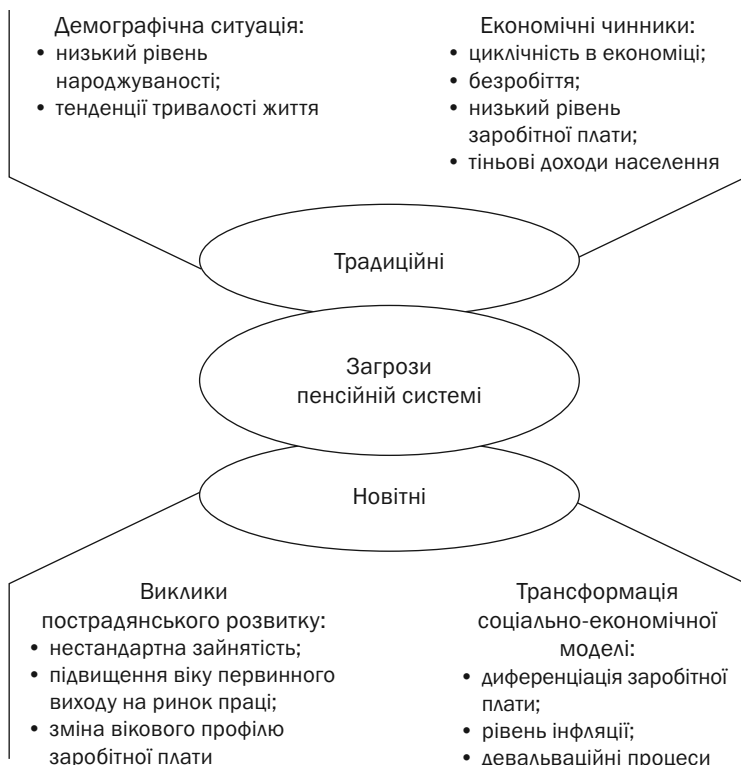 Демографічна ситуація:
• низький рівень
народжуваності;
• тенденції тривалості життя
Економічні чинники:
• циклічність в економіці;
• безробіття;
• низький рівень
заробітної плати;
• тіньові доходи населення
Традиційні
Загрози
пенсійній системі
Новітні
Виклики
пострадянського розвитку:
• нестандартна зайнятість;
• підвищення віку первинного
виходу на ринок праці;
• зміна вікового профілю
заробітної плати
Трансформація
соціально-економічної
моделі:
• диференціація заробітної
плати;
• рівень інфляції;
• девальваційні процеси